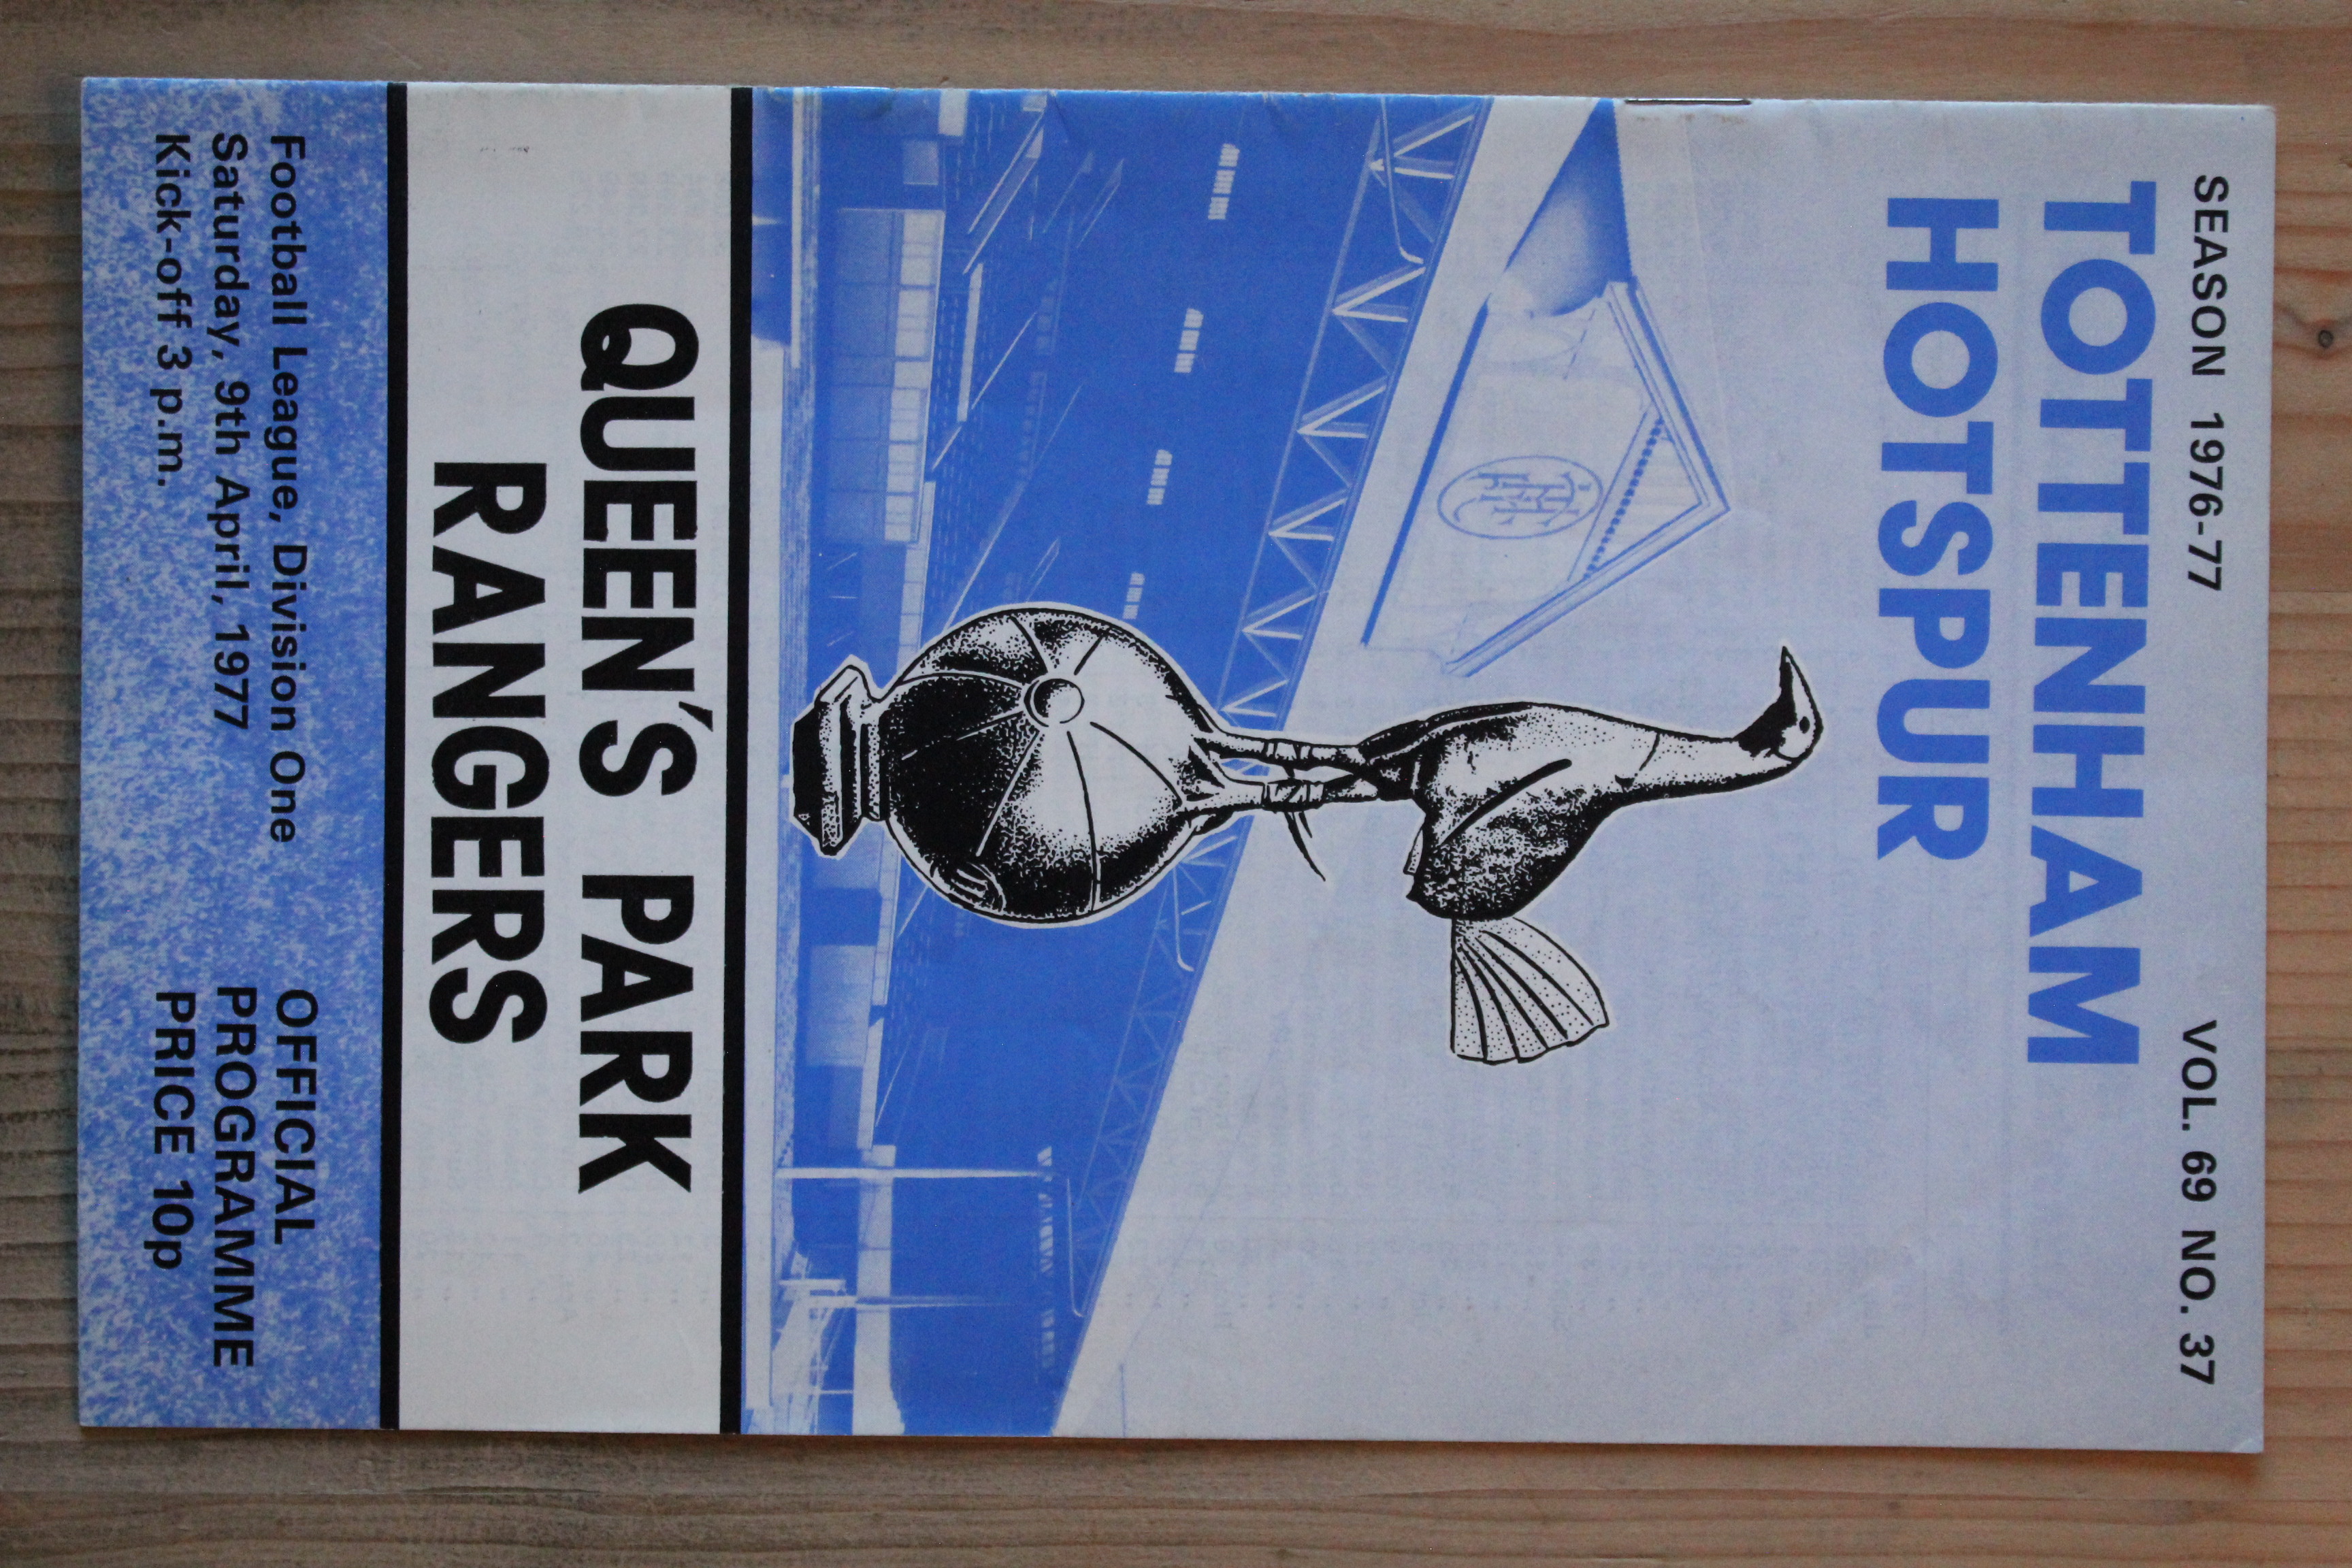 SEASON 1976-77 VOL. 69 NO. 37
TOTTENHAM
HOTSPUR
QUEEN'S PARK
RANGERS
Football League, Division One
Saturday, 9th April, 1977
Kick-off 3 p.m.
OFFICIAL
PROGRAMME
PRICE 10p